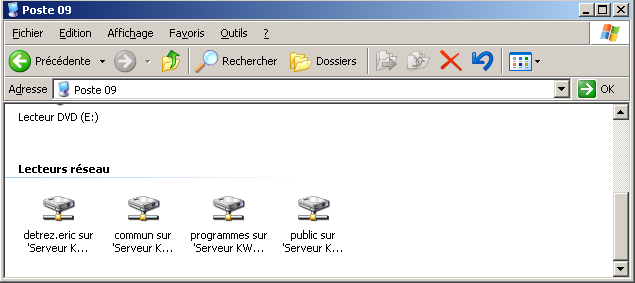 Poste 09
Fichier Edition Affichage Favoris Outils ?
Précédente Rechercher Dossiers
Adresse Poste 09 OK
Lecteur DVD (E:)
Lecteurs réseau
detrez.eric sur commun sur programmes sur public sur
'Serveur K... 'Serveur K... 'Serveur KW... 'Serveur K...